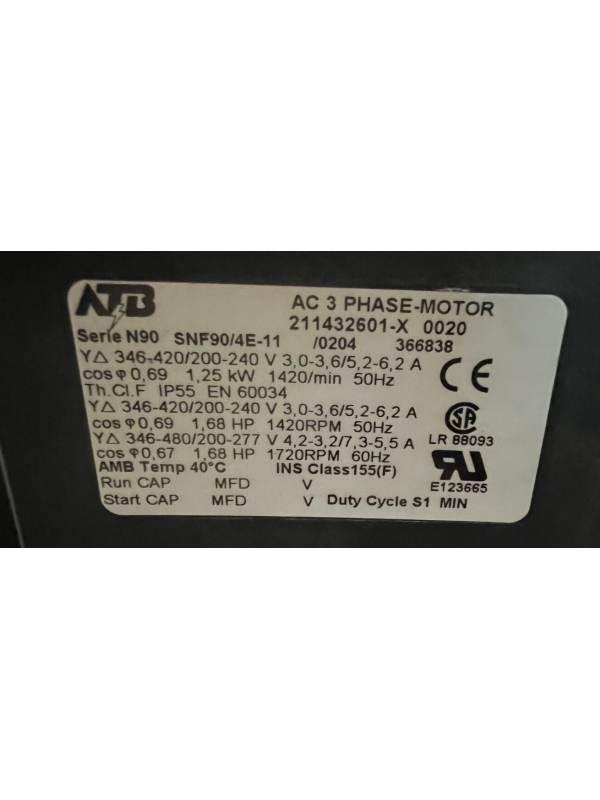 ATB
AC 3 PHASE-MOTOR
211432601-X 0020
Serie N90 SNF90/4E-11 /0204 366838
Y△ 346-420/200-240 V 3,0-3,6/5,2-6,2 A
cos φ 0,69 1,25 kW 1420/min 50Hz
Th.Cl.F IP55 EN 60034
Y△ 346-420/200-240 V 3,0-3,6/5,2-6,2 A
cos φ 0,69 1,68 HP 1420RPM 50Hz
Y△ 346-480/200-277 V 4,2-3,2/7,3-5,5 A
cos φ 0,67 1,68 HP 1720RPM 60Hz
AMB Temp 40°C INS Class155(F)
Run CAP MFD V
Start CAP MFD V Duty Cycle S1 MIN
CE
SA
LR 88093
RU
E123665